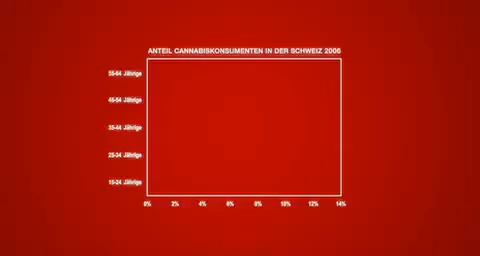 ANTEIL CANNABISKONSUMENTEN IN DER SCHWEIZ 2006
55-64 Jährige
45-54 Jährige
35-44 Jährige
25-34 Jährige
15-24 Jährige
0% 2% 4% 6% 8% 10% 12% 14%